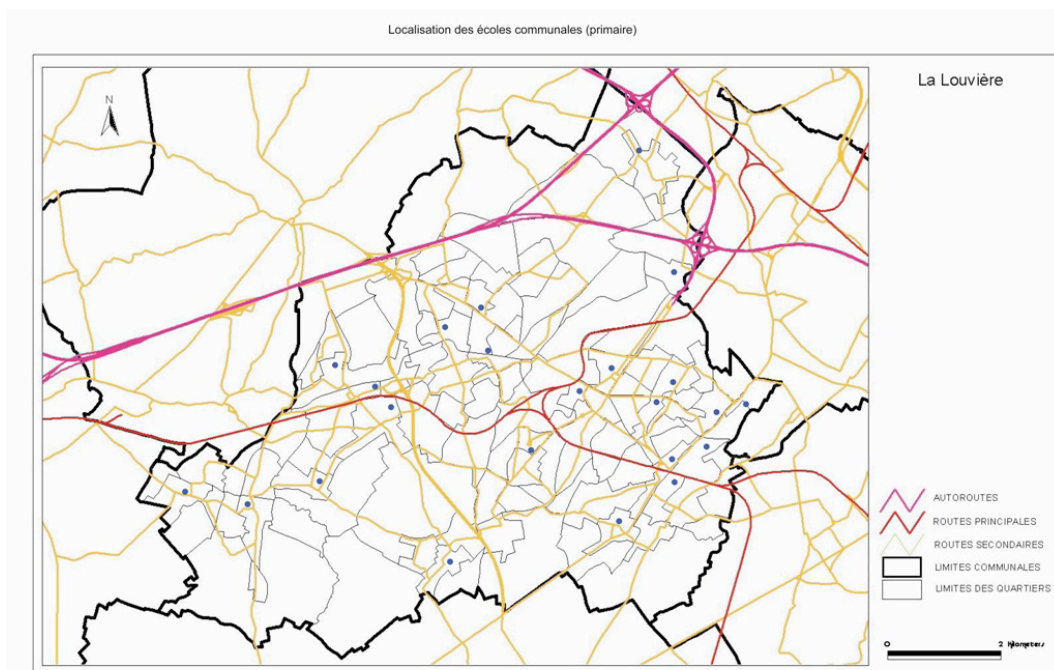 Localisation des écoles communales (primaire)
La Louvière
N
AUTOROUTES
ROUTES PRINCIPALES
ROUTES SECONDAIRES
LIMITES COMMUNALES
LIMITES DES QUARTIERS
0 2 Kilometers